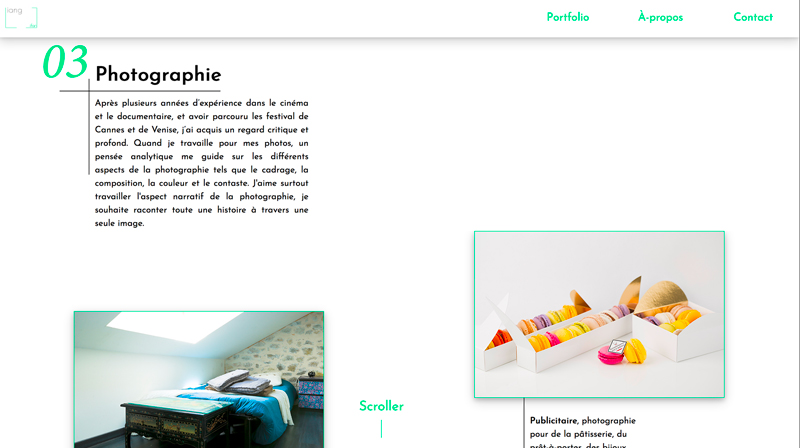 iang
Portfolio
À-propos
Contact
03
Photographie
Après plusieurs années d'expérience dans le cinéma
et le documentaire, et avoir parcouru les festival de
Cannes et de Venise, j'ai acquis un regard critique et
profond. Quand je travaille pour mes photos, un
pensée analytique me guide sur les différents
aspects de la photographie tels que le cadrage, la
composition, la couleur et le contaste. J'aime surtout
travailler l'aspect narratif de la photographie, je
souhaite raconter toute une histoire à travers une
seule image.
Scroller
Publicitaire, photographie
pour de la pâtisserie, du
prêt-à-porter, des bijoux